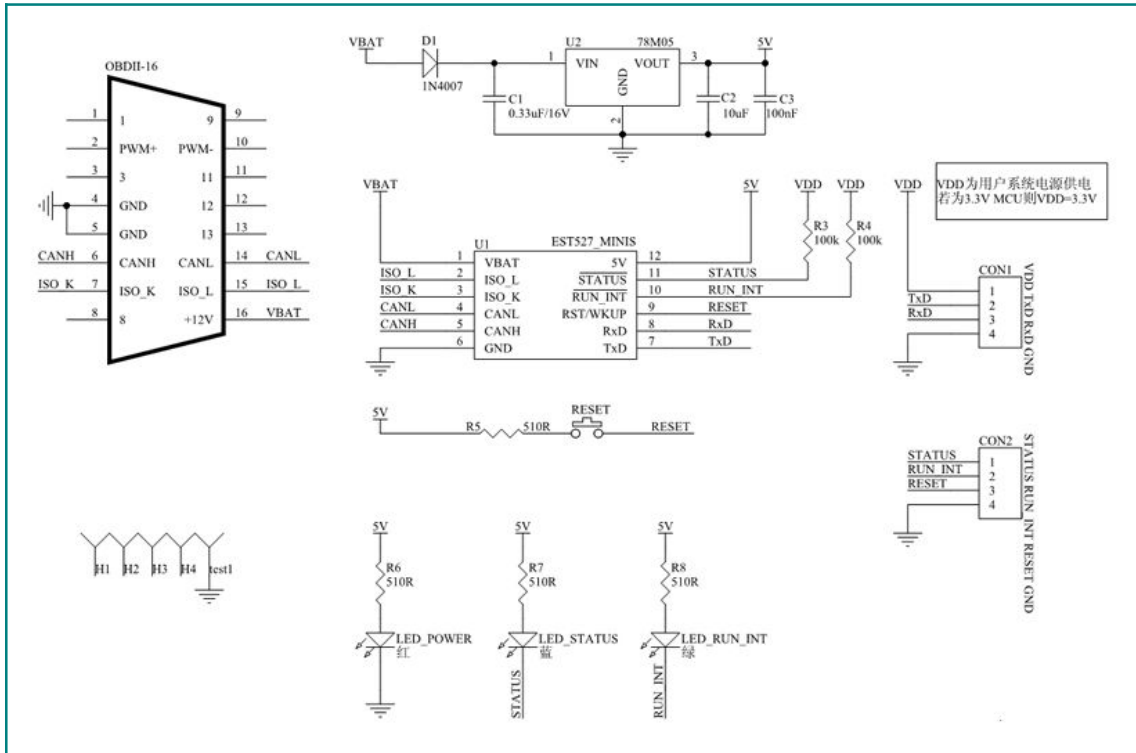 OBDII-16
1
1
9
9
2
PWM+
PWM-
10
3
3
11
11
4
GND
12
12
5
GND
13
13
CANH
6
CANH
CANL
14
CANL
ISO_K
7
ISO_K
ISO_L
15
ISO_L
8
8
+12V
16
VBAT
VBAT
D1
1N4007
C1
0.33uF/16V
U2
78M05
1
VIN
VOUT
3
GND
2
5V
C2
10uF
C3
100nF
VBAT
U1
EST527_MINIS
5V
1
VBAT
5V
12
ISO_L
2
ISO_L
STATUS
11
STATUS
ISO_K
3
ISO_K
RUN_INT
10
RUN_INT
CANL
4
CANL
RST/WKUP
9
RESET
CANH
5
CANH
RxD
8
RxD
6
GND
TxD
7
TxD
VDD
VDD
R3
100k
R4
100k
VDD为用户系统电源供电
若为3.3V MCU则VDD=3.3V
VDD
CON1
1
TxD
2
RxD
3
4
VDD TxD RxD GND
5V
R5
510R
RESET
RESET
CON2
STATUS
1
RUN_INT
2
RESET
3
4
STATUS RUN_INT RESET GND
H1
H2
H3
H4
test1
5V
R6
510R
LED_POWER
红
5V
R7
510R
LED_STATUS
蓝
STATUS
5V
R8
510R
LED_RUN_INT
绿
RUN_INT